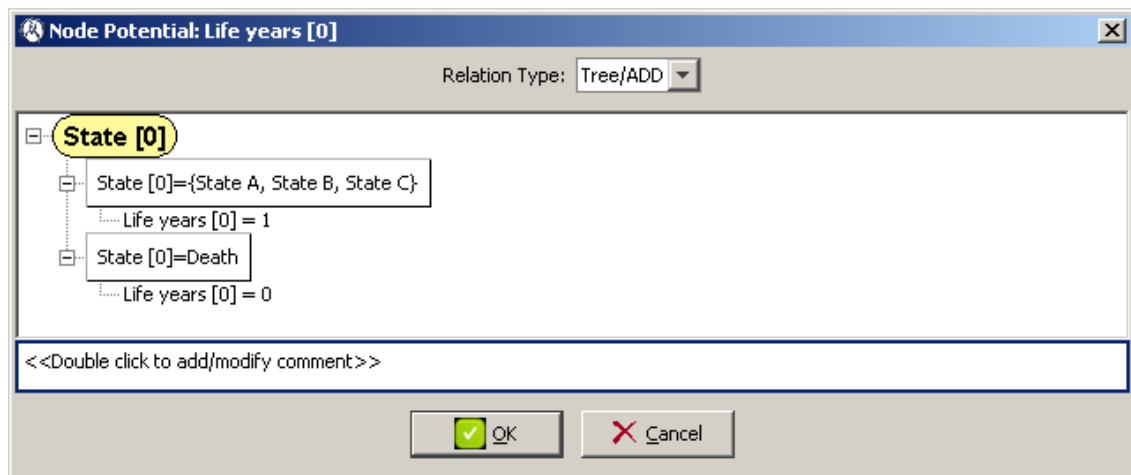 Node Potential: Life years [0]
Relation Type: Tree/ADD
State [0]
State [0]={State A, State B, State C}
Life years [0] = 1
State [0]=Death
Life years [0] = 0
<<Double click to add/modify comment>>
OK Cancel